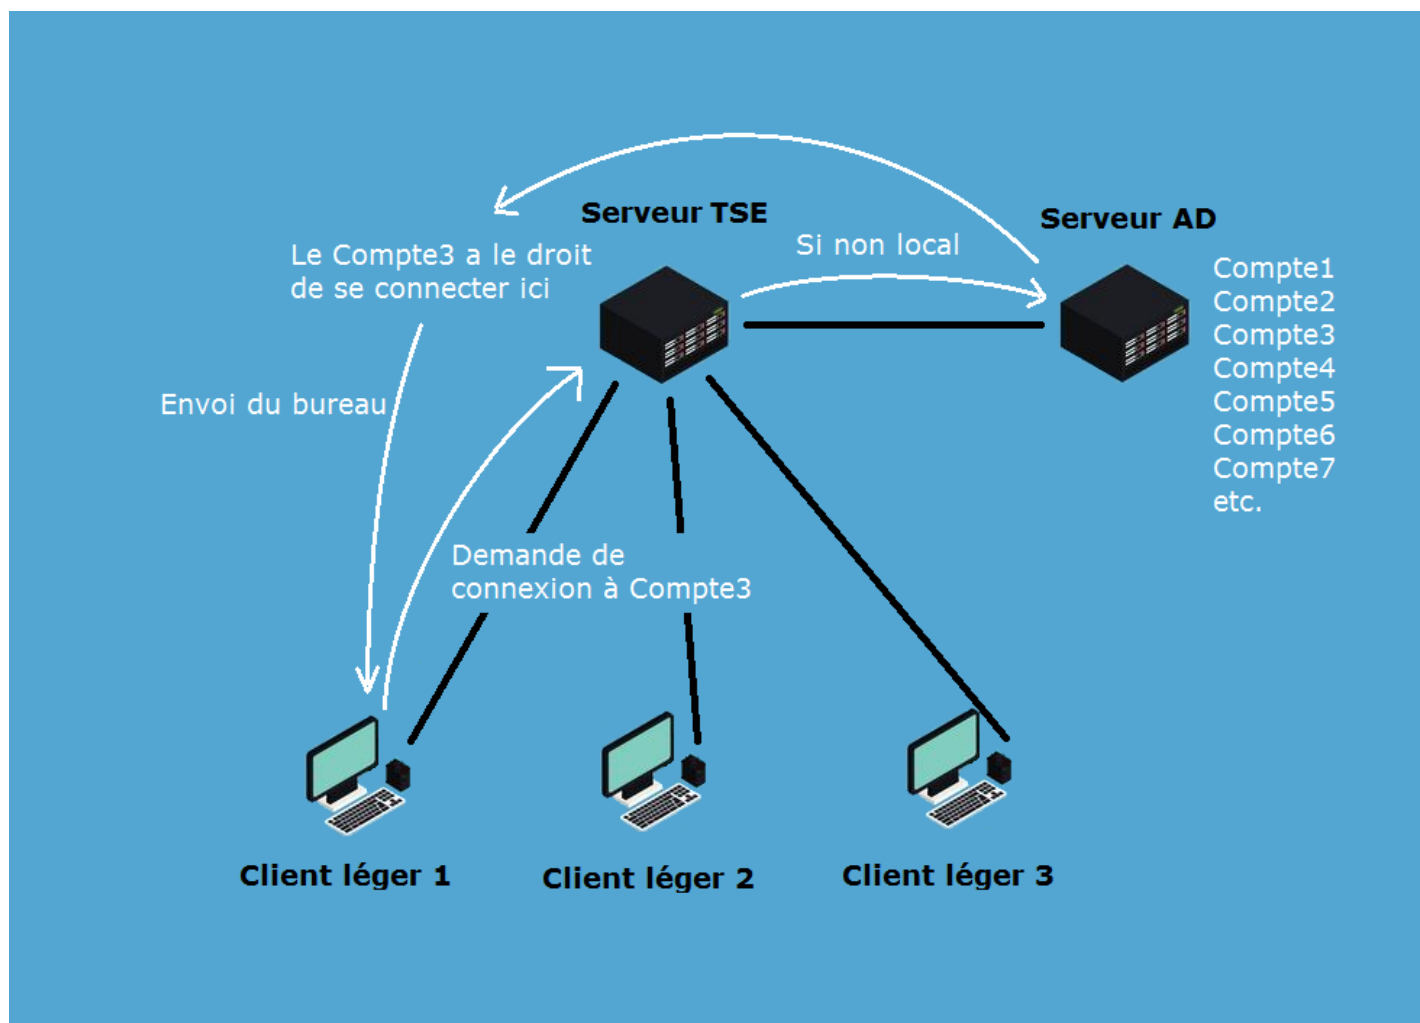 Serveur TSE
Serveur AD
Si non local
Le Compte3 a le droit
de se connecter ici
Compte1
Compte2
Compte3
Compte4
Compte5
Compte6
Compte7
etc.
Envoi du bureau
Demande de
connexion à Compte3
Client léger 1
Client léger 2
Client léger 3